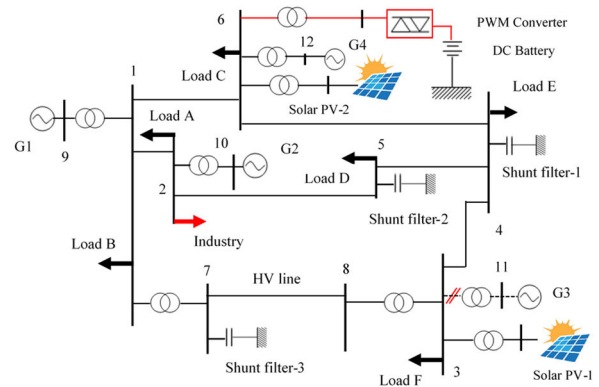 6
PWM Converter
12
G4
DC Battery
Load C
1
Solar PV-2
Load E
Load A
G1
9
10
G2
5
2
Load D
Shunt filter-1
Shunt filter-2
Industry
4
Load B
7
HV line
8
11
G3
Shunt filter-3
Load F
3
Solar PV-1